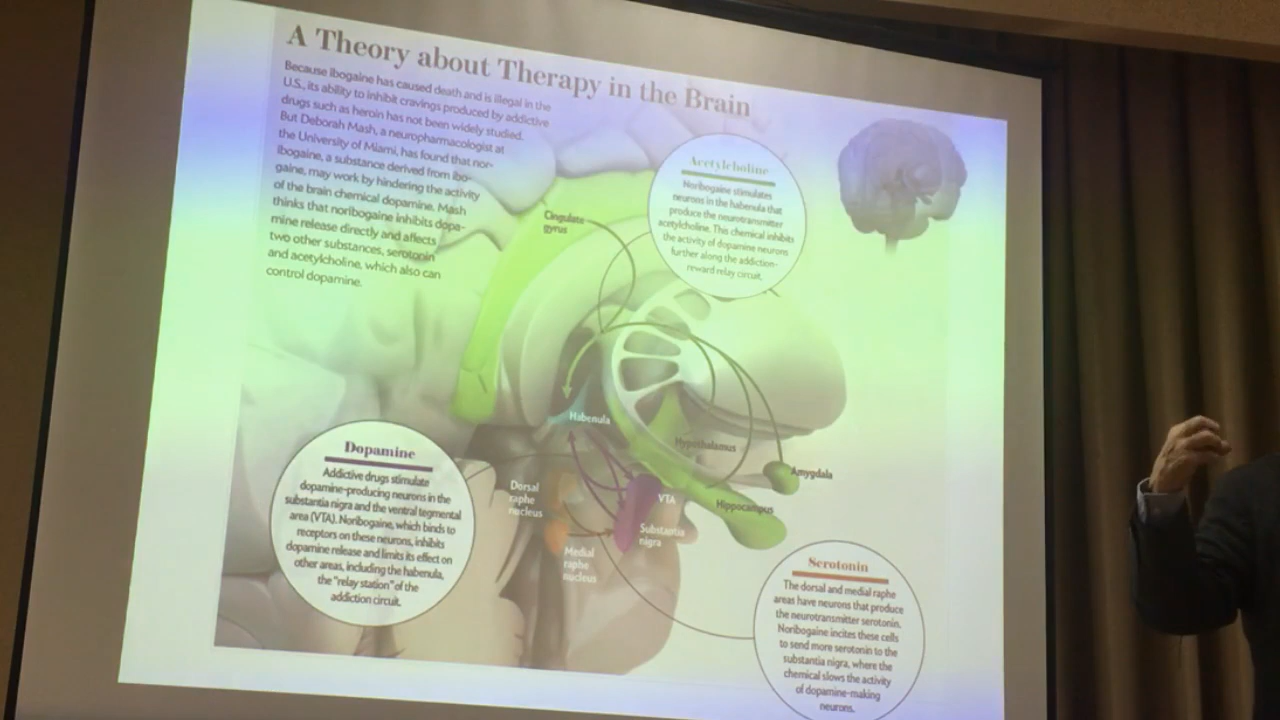 A Theory about Therapy in the Brain
Because ibogaine has caused death and is illegal in the
U.S., its ability to inhibit cravings produced by addictive
drugs such as heroin has not been widely studied.
But Deborah Mash, a neuropharmacologist at
the University of Miami, has found that nor-
ibogaine, a substance derived from ibo-
gaine, may work by hindering the activity
of the brain chemical dopamine. Mash
thinks that noribogaine inhibits dopa-
mine release directly and affects
two other substances, serotonin
and acetylcholine, which also can
control dopamine.
Acetylcholine
Noribogaine stimulates
neurons in the habenula that
produce the neurotransmitter
acetylcholine. This chemical inhibits
the activity of dopamine neurons
further along the addiction-
reward relay circuit.
Cingulate
gyrus
Habenula
Hypothalamus
Amygdala
Hippocampus
VTA
Substantia
nigra
Dorsal
raphe
nucleus
Medial
raphe
nucleus
Dopamine
Addictive drugs stimulate
dopamine-producing neurons in the
substantia nigra and the ventral tegmental
area (VTA). Noribogaine, which binds to
receptors on these neurons, inhibits
dopamine release and limits its effect on
other areas, including the habenula,
the "relay station" of the
addiction circuit.
Serotonin
The dorsal and medial raphe
areas have neurons that produce
the neurotransmitter serotonin.
Noribogaine incites these cells
to send more serotonin to the
substantia nigra, where the
chemical slows the activity
of dopamine-making
neurons.